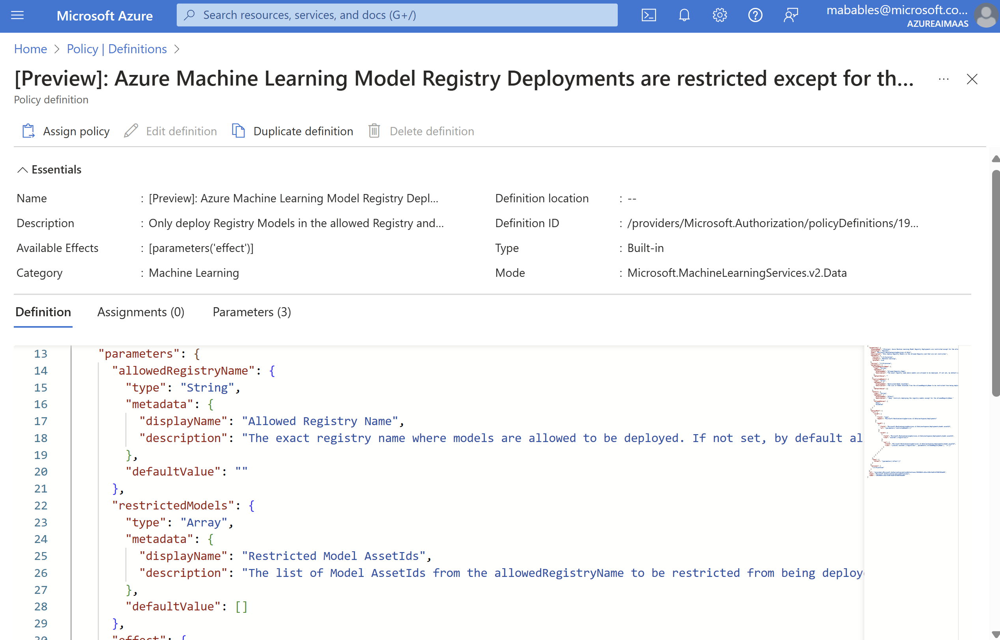 Microsoft Azure
Search resources, services, and docs (G+/)
mabables@microsoft.co...
AZUREAIMAAS
Home > Policy | Definitions >
[Preview]: Azure Machine Learning Model Registry Deployments are restricted except for th...
Policy definition
Assign policy Edit definition Duplicate definition Delete definition
Essentials
Name : [Preview]: Azure Machine Learning Model Registry Depl...
Definition location : --
Description : Only deploy Registry Models in the allowed Registry and...
Definition ID : /providers/Microsoft.Authorization/policyDefinitions/19...
Available Effects : [parameters('effect')]
Type : Built-in
Category : Machine Learning
Mode : Microsoft.MachineLearningServices.v2.Data
Definition Assignments (0) Parameters (3)
13 "parameters": {
14 "allowedRegistryName": {
15 "type": "String",
16 "metadata": {
17 "displayName": "Allowed Registry Name",
18 "description": "The exact registry name where models are allowed to be deployed. If not set, by default al
19 },
20 "defaultValue": ""
21 },
22 "restrictedModels": {
23 "type": "Array",
24 "metadata": {
25 "displayName": "Restricted Model AssetIds",
26 "description": "The list of Model AssetIds from the allowedRegistryName to be restricted from being deploy
27 },
28 "defaultValue": []
29 },
30 "effect": {